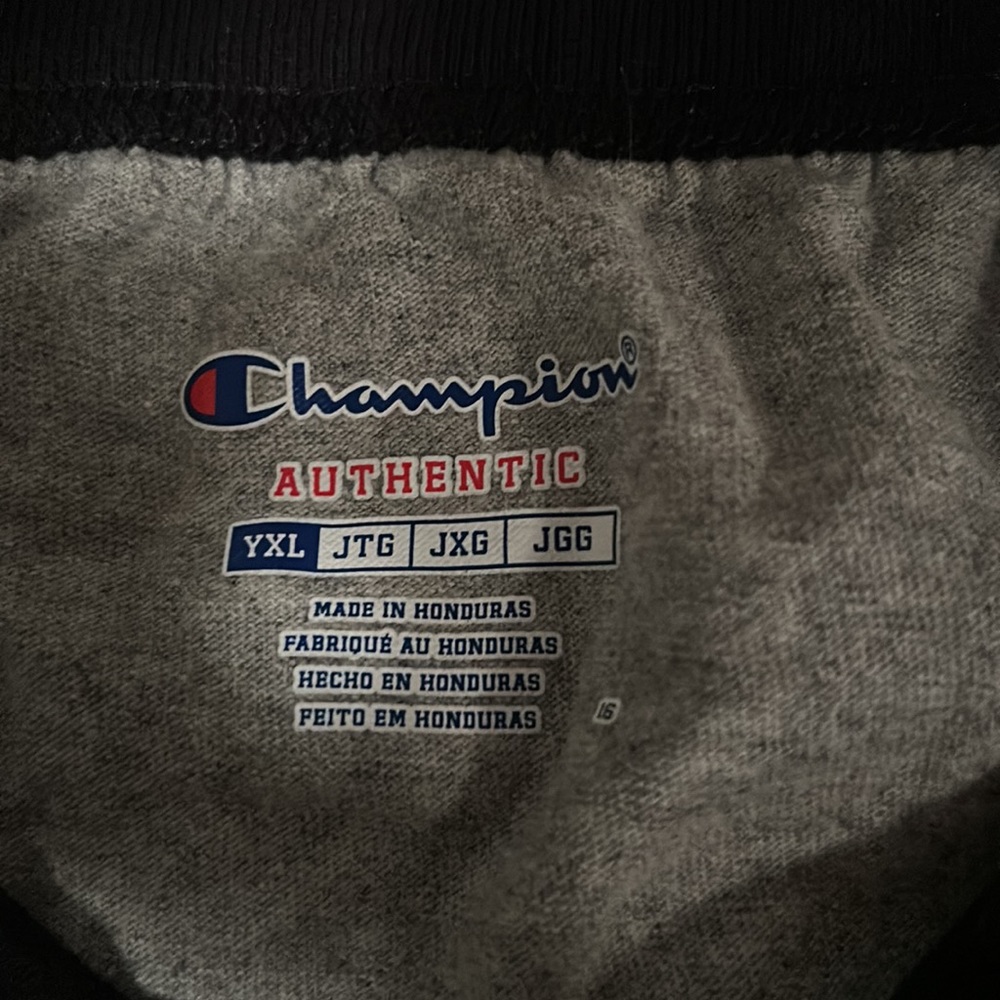 Champion®
AUTHENTIC
YXL JTG JXG JGG
MADE IN HONDURAS
FABRIQUÉ AU HONDURAS
HECHO EN HONDURAS
FEITO EM HONDURAS
16